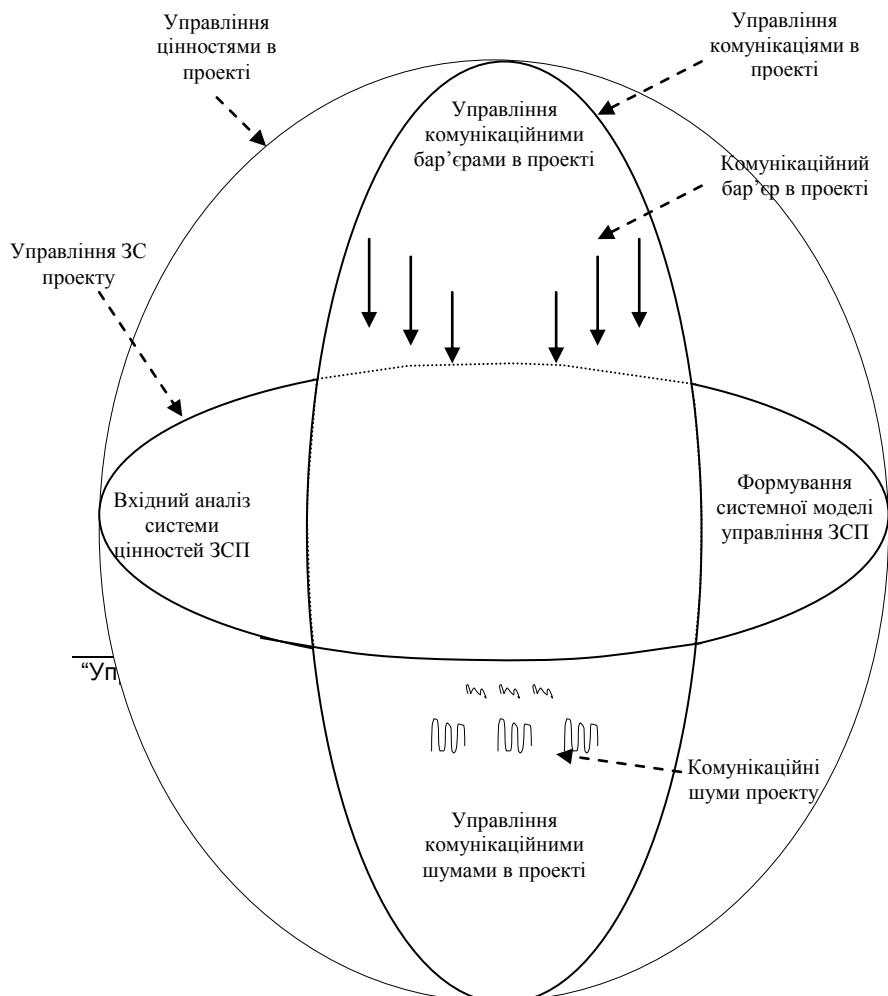 Управління
цінностями в
проекті
Управління
комунікаціями в
проекті
Управління
комунікаційними
бар’єрами в проекті
Комунікаційний
бар’єр в проекті
Управління ЗС
проекту
Вхідний аналіз
системи
цінностей ЗСП
Формування
системної моделі
управління ЗСП
Комунікаційні
шуми проекту
Управління
комунікаційними
шумами в проекті